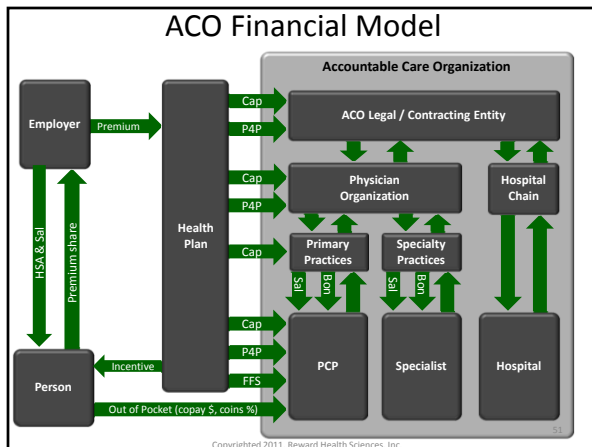 ACO Financial Model
Accountable Care Organization
Employer
Premium
Health
Plan
Cap
P4P
ACO Legal / Contracting Entity
Cap
P4P
Physician
Organization
Hospital
Chain
Cap
Primary
Practices
Specialty
Practices
HSA & Sal
Premium share
Sal
Bon
Sal
Bon
Cap
P4P
FFS
PCP
Specialist
Hospital
Person
Incentive
Out of Pocket (copay $, coins %)
51
Copyrighted 2011, Reward Health Sciences, Inc.